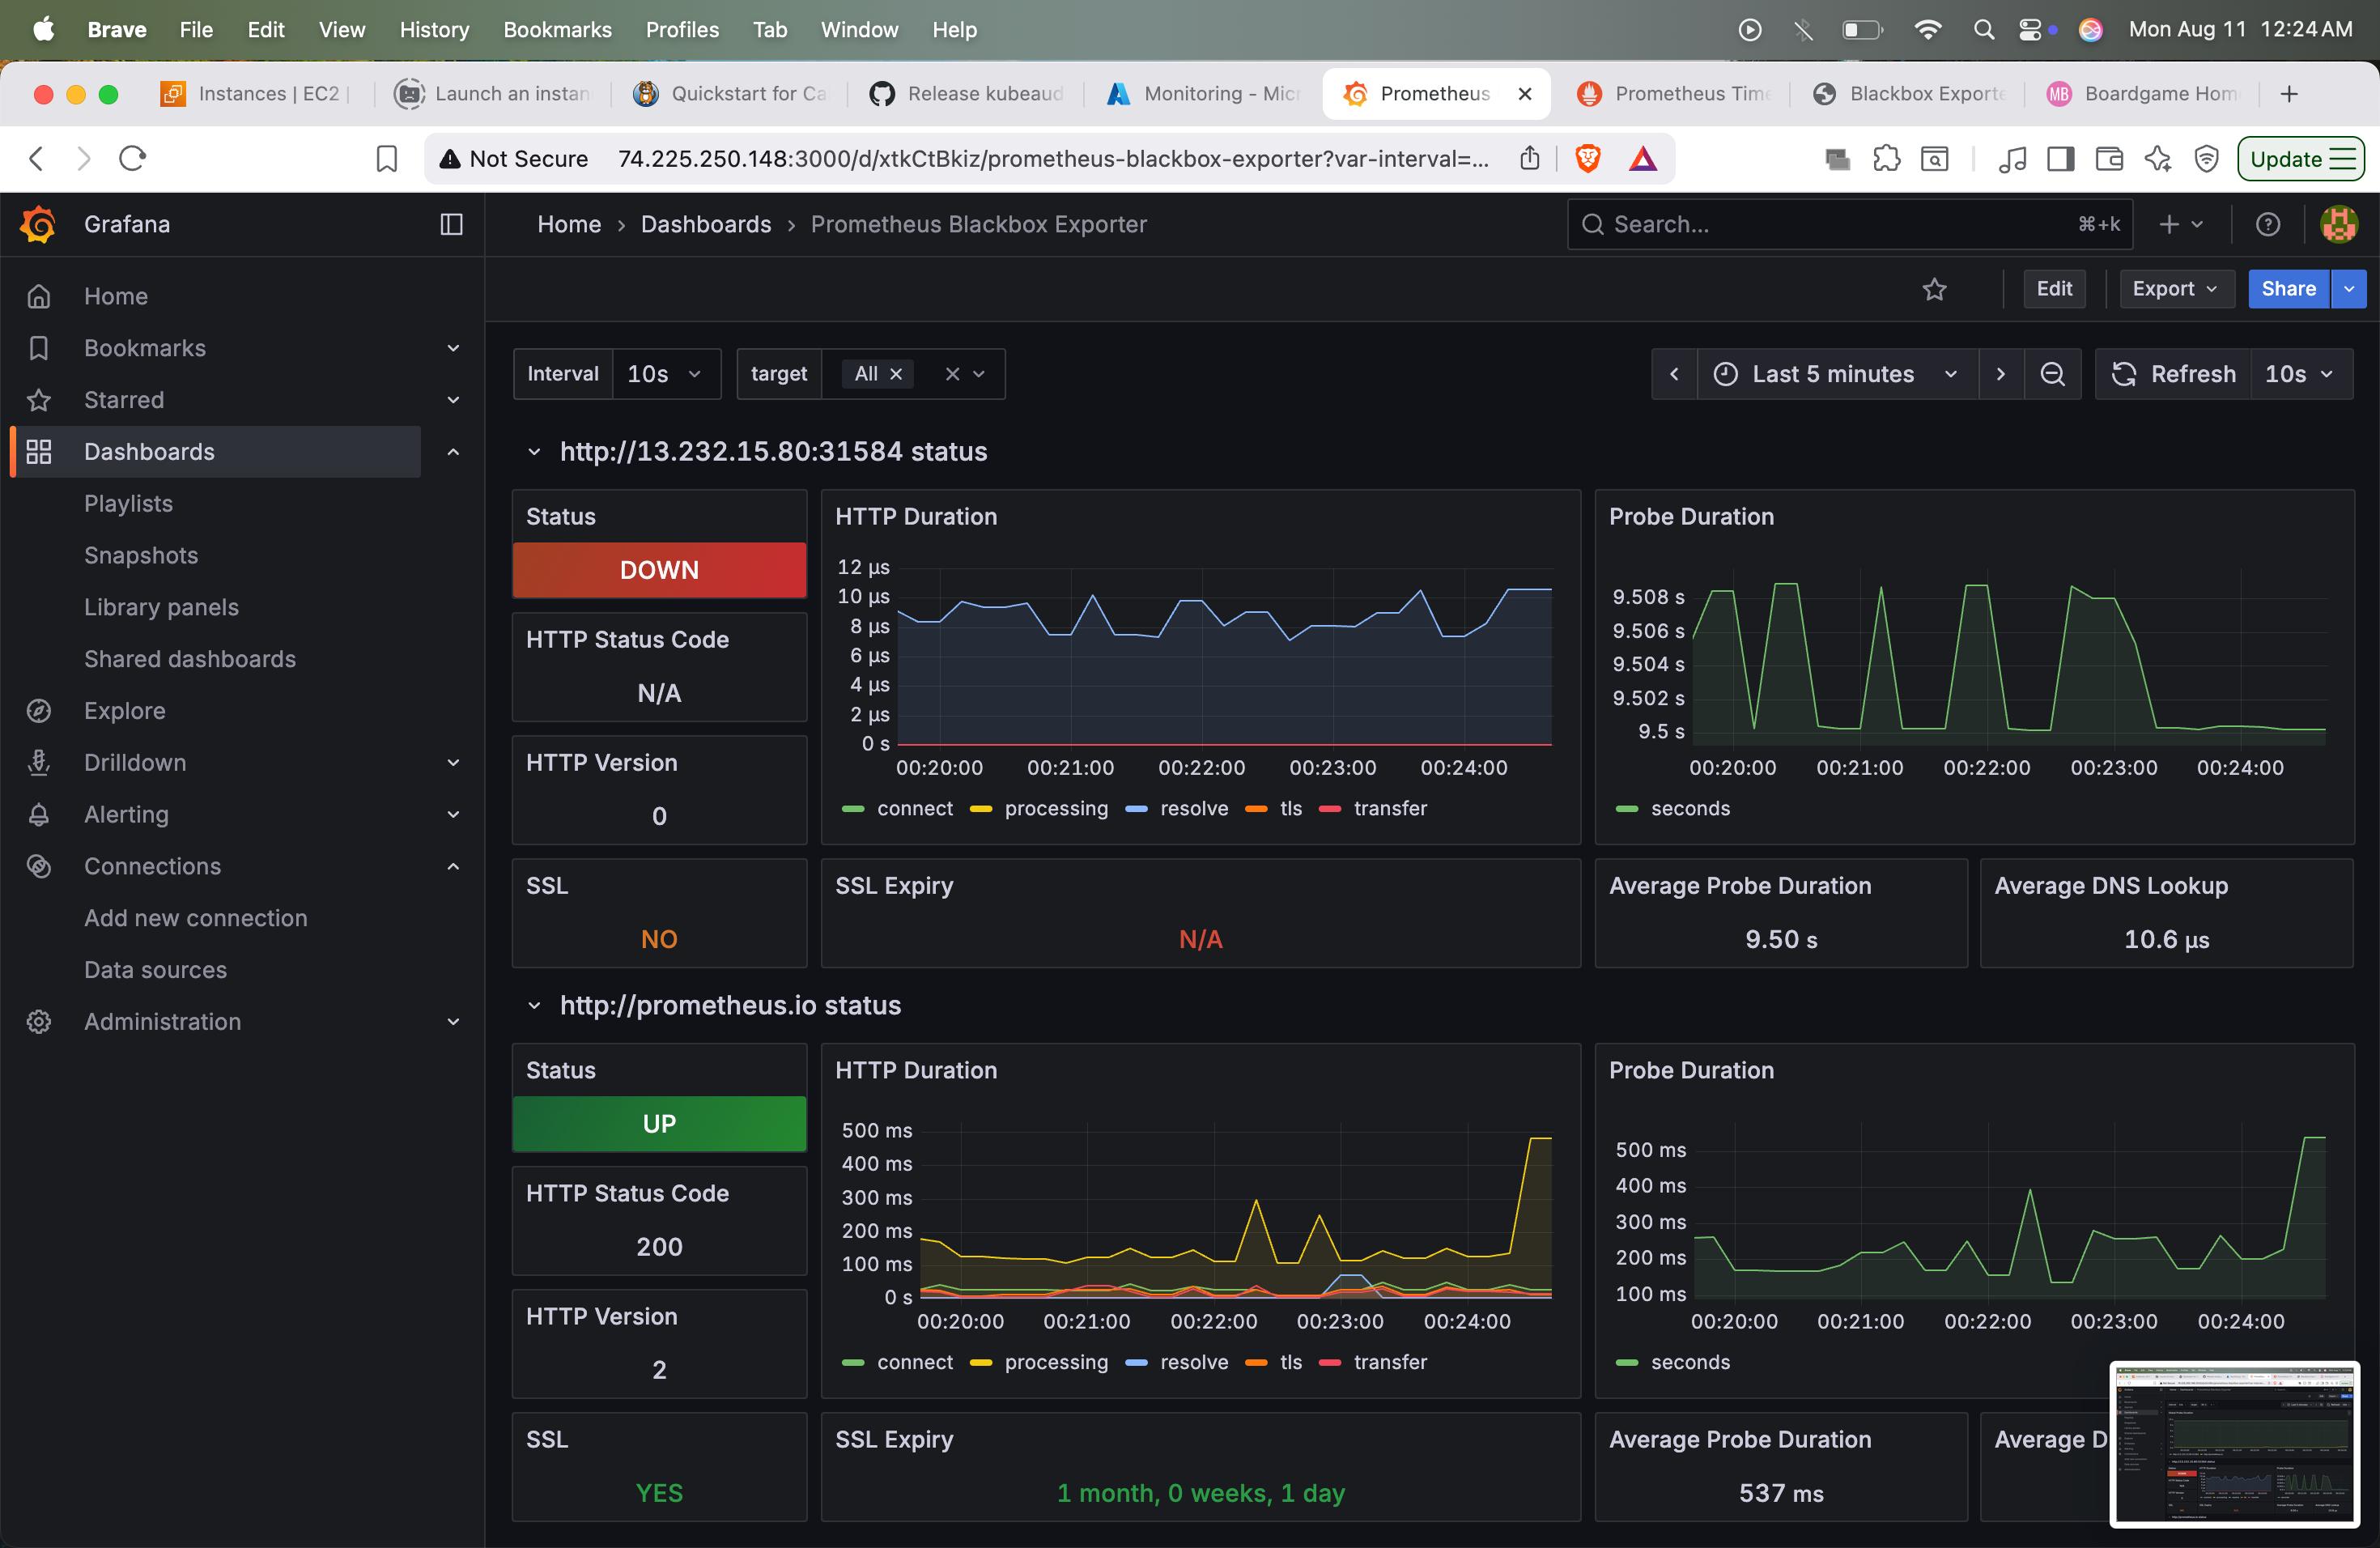 Brave File Edit View History Bookmarks Profiles Tab Window Help Mon Aug 11 12:24 AM
Instances | EC2 | Launch an instan Quickstart for Ca Release kubeaud Monitoring - Micr Prometheus Prometheus Time Blackbox Exporte MB Boardgame Hom
Not Secure 74.225.250.148:3000/d/xtkCtBkiz/prometheus-blackbox-exporter?var-interval=... Update
Grafana Home › Dashboards › Prometheus Blackbox Exporter Search... ⌘+k
Edit Export Share
Home
Bookmarks
Starred
Dashboards
Playlists
Snapshots
Library panels
Shared dashboards
Explore
Drilldown
Alerting
Connections
Add new connection
Data sources
Administration
Interval 10s target All Last 5 minutes Refresh 10s
http://13.232.15.80:31584 status
Status
DOWN
HTTP Status Code
N/A
HTTP Version
0
HTTP Duration
12 µs
10 µs
8 µs
6 µs
4 µs
2 µs
0 s
00:20:00 00:21:00 00:22:00 00:23:00 00:24:00
connect processing resolve tls transfer
Probe Duration
9.508 s
9.506 s
9.504 s
9.502 s
9.5 s
00:20:00 00:21:00 00:22:00 00:23:00 00:24:00
seconds
SSL
NO
SSL Expiry
N/A
Average Probe Duration
9.50 s
Average DNS Lookup
10.6 µs
http://prometheus.io status
Status
UP
HTTP Status Code
200
HTTP Version
2
HTTP Duration
500 ms
400 ms
300 ms
200 ms
100 ms
0 s
00:20:00 00:21:00 00:22:00 00:23:00 00:24:00
connect processing resolve tls transfer
Probe Duration
500 ms
400 ms
300 ms
200 ms
100 ms
00:20:00 00:21:00 00:22:00 00:23:00 00:24:00
seconds
SSL
YES
SSL Expiry
1 month, 0 weeks, 1 day
Average Probe Duration
537 ms
Average D